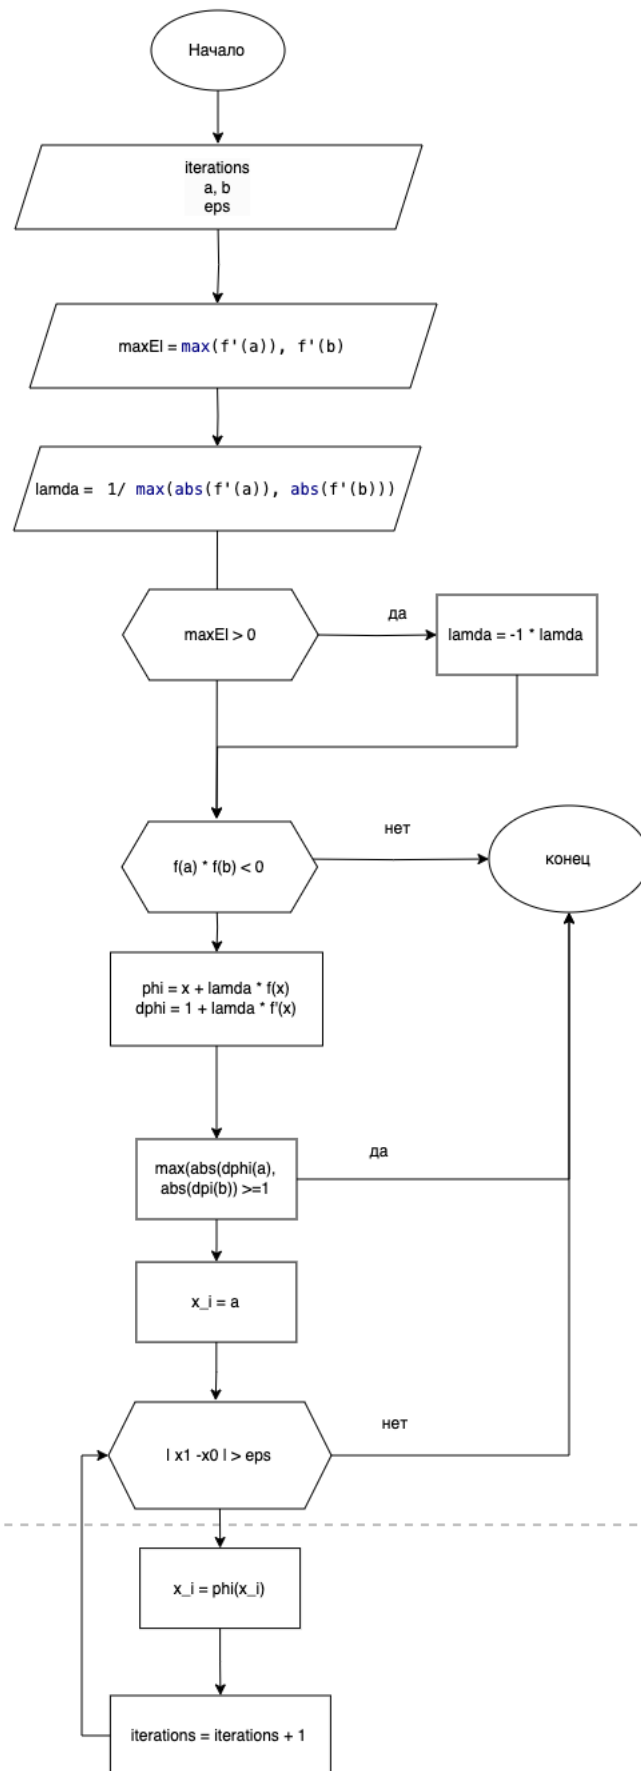 Начало
iterations
a, b
eps
maxEl = max(f'(a)), f'(b)
lamda = 1/ max(abs(f'(a)), abs(f'(b)))
maxEl > 0
да
lamda = -1 * lamda
f(a) * f(b) < 0
нет
конец
phi = x + lamda * f(x)
dphi = 1 + lamda * f'(x)
max(abs(dphi(a),
abs(dpi(b)) >=1
да
x_i = a
| x1 -x0 | > eps
нет
x_i = phi(x_i)
iterations = iterations + 1